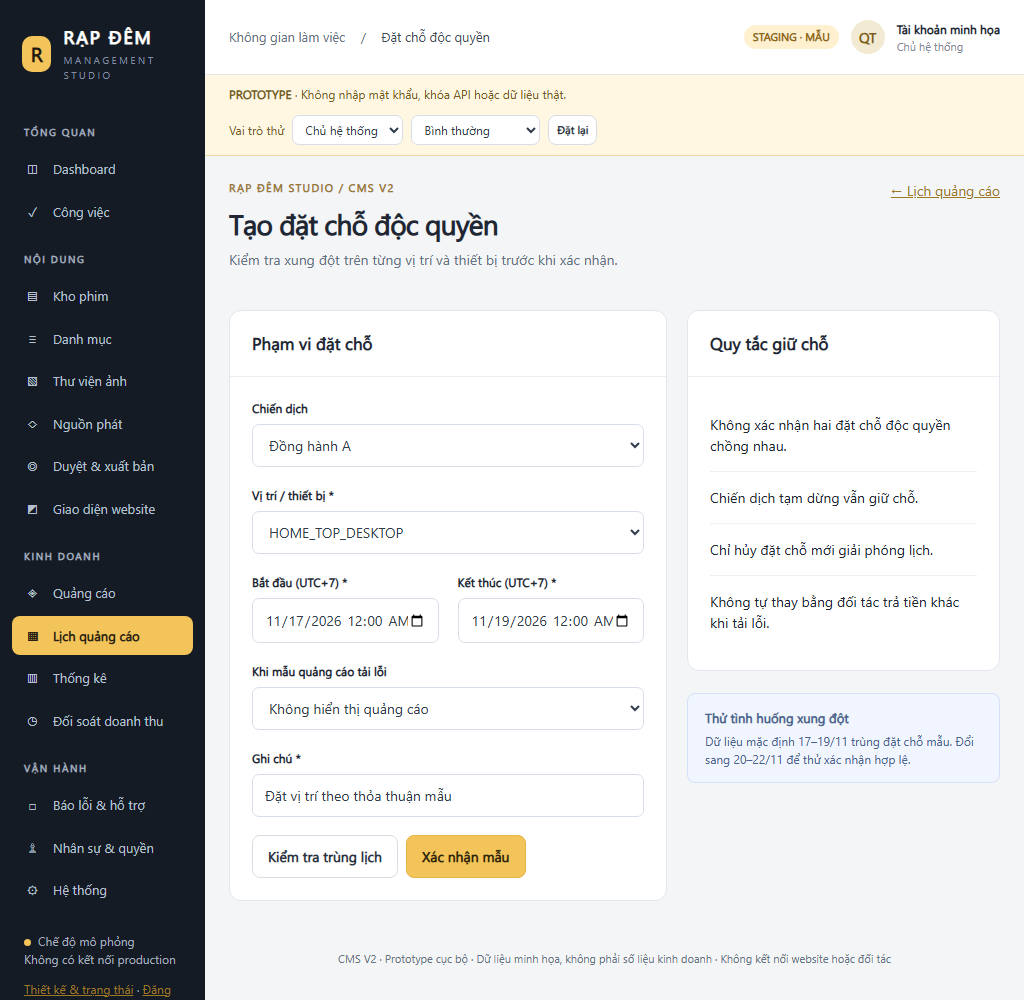 R
RẠP ĐÊM
MANAGEMENT
STUDIO
TỔNG QUAN
Dashboard
Công việc
NỘI DUNG
Kho phim
Danh mục
Thư viện ảnh
Nguồn phát
Duyệt & xuất bản
Giao diện website
KINH DOANH
Quảng cáo
Lịch quảng cáo
Thống kê
Đối soát doanh thu
VẬN HÀNH
Báo lỗi & hỗ trợ
Nhân sự & quyền
Hệ thống
Chế độ mô phỏng
Không có kết nối production
Thiết kế & trạng thái · Đăng
Không gian làm việc / Đặt chỗ độc quyền
STAGING · MẪU
QT
Tài khoản minh họa
Chủ hệ thống
PROTOTYPE · Không nhập mật khẩu, khóa API hoặc dữ liệu thật.
Vai trò thử Chủ hệ thống Bình thường Đặt lại
RẠP ĐÊM STUDIO / CMS V2
← Lịch quảng cáo
Tạo đặt chỗ độc quyền
Kiểm tra xung đột trên từng vị trí và thiết bị trước khi xác nhận.
Phạm vi đặt chỗ
Chiến dịch
Đồng hành A
Vị trí / thiết bị *
HOME_TOP_DESKTOP
Bắt đầu (UTC+7) * Kết thúc (UTC+7) *
11/17/2026 12:00 AM 11/19/2026 12:00 AM
Khi mẫu quảng cáo tải lỗi
Không hiển thị quảng cáo
Ghi chú *
Đặt vị trí theo thỏa thuận mẫu
Kiểm tra trùng lịch Xác nhận mẫu
Quy tắc giữ chỗ
Không xác nhận hai đặt chỗ độc quyền
chồng nhau.
Chiến dịch tạm dừng vẫn giữ chỗ.
Chỉ hủy đặt chỗ mới giải phóng lịch.
Không tự thay bằng đối tác trả tiền khác
khi tải lỗi.
Thử tình huống xung đột
Dữ liệu mặc định 17–19/11 trùng đặt chỗ mẫu. Đổi
sang 20–22/11 để thử xác nhận hợp lệ.
CMS V2 · Prototype cục bộ · Dữ liệu minh họa, không phải số liệu kinh doanh · Không kết nối website hoặc đối tác